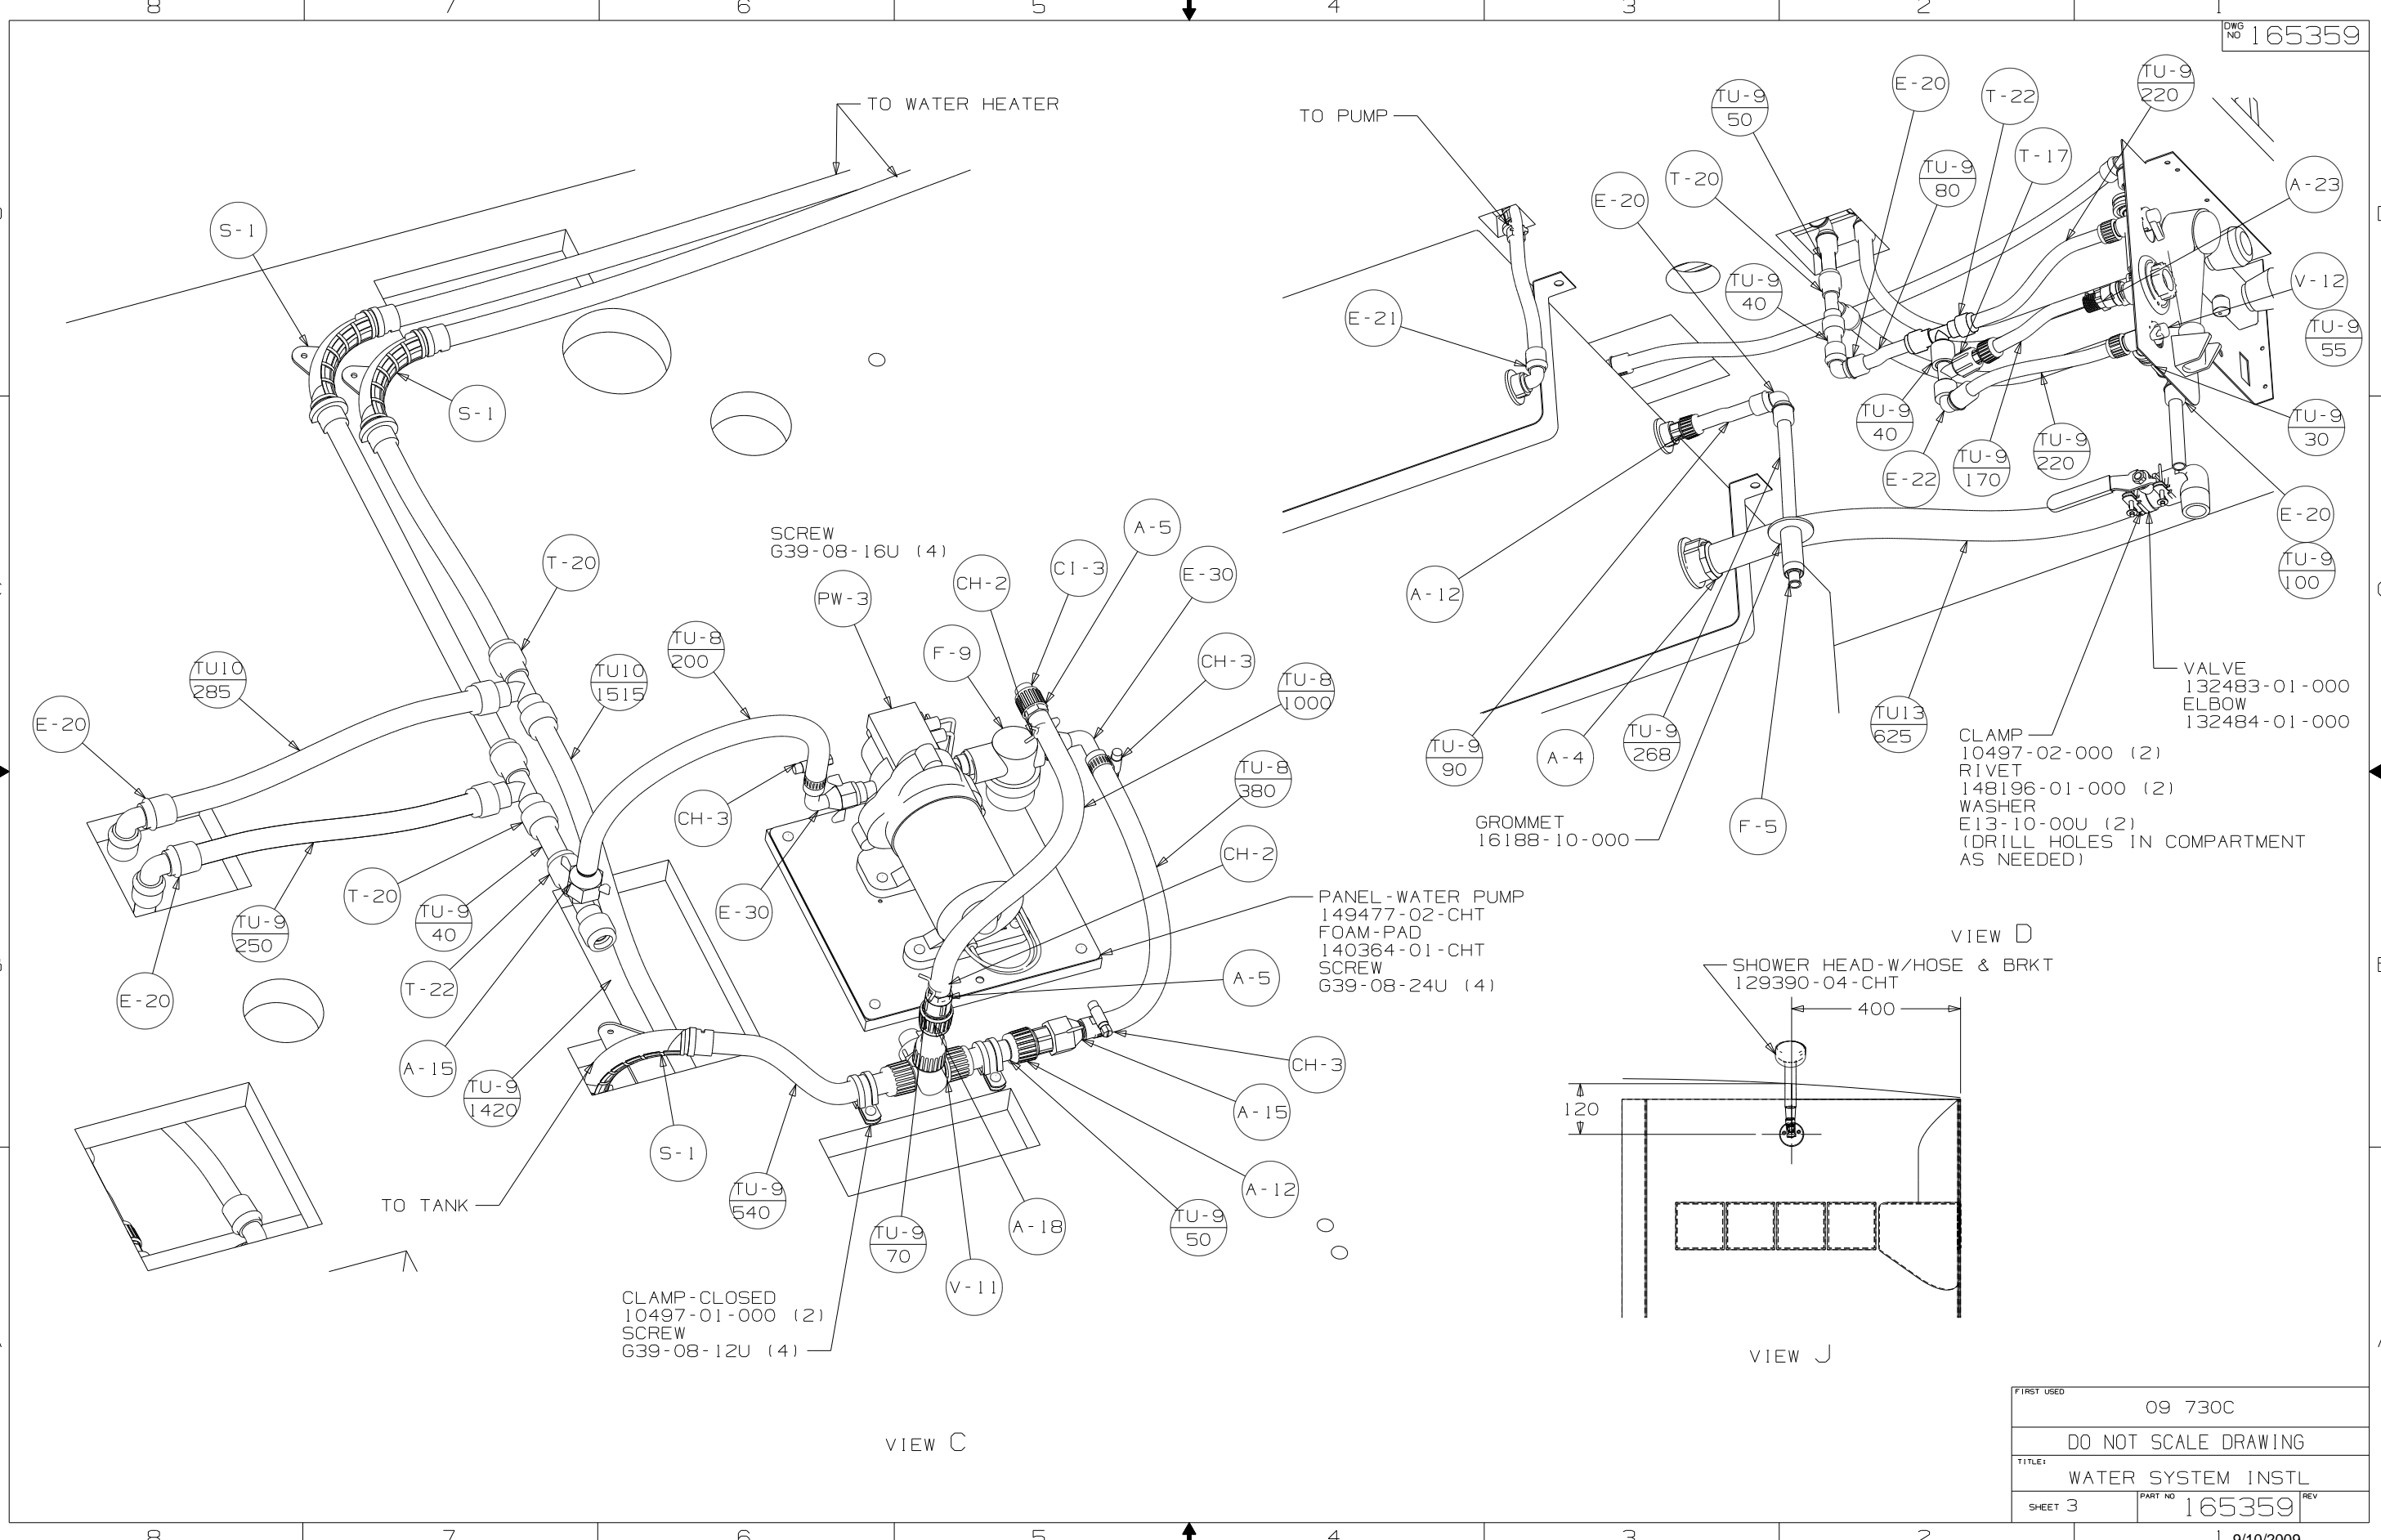 8 7 6 5 4 3 2 1
DWG NO 165359
TO WATER HEATER
S-1
S-1
T-20
TU10 285
TU10 1515
TU-8 200
E-20
E-20
TU-9 250
T-20
TU-9 40
T-22
A-15
TU-9 1420
TO TANK
S-1
TU-9 540
SCREW
G39-08-16U (4)
PW-3
F-9
CH-2
CI-3
A-5
E-30
CH-3
TU-8 1000
TU-8 380
CH-3
E-30
CH-2
PANEL-WATER PUMP
149477-02-CHT
FOAM-PAD
140364-01-CHT
SCREW
G39-08-24U (4)
A-5
CH-3
A-15
A-12
TU-9 50
A-18
V-11
TU-9 70
CLAMP-CLOSED
10497-01-000 (2)
SCREW
G39-08-12U (4)
VIEW C
TO PUMP
E-21
E-20
T-20
TU-9 50
E-20
T-22
TU-9 220
T-17
TU-9 80
A-23
TU-9 40
V-12
TU-9 55
TU-9 40
E-22
TU-9 170
TU-9 220
TU-9 30
E-20
TU-9 100
A-12
TU-9 90
A-4
TU-9 268
F-5
TU13 625
GROMMET
16188-10-000
VALVE
132483-01-000
ELBOW
132484-01-000
CLAMP
10497-02-000 (2)
RIVET
148196-01-000 (2)
WASHER
E13-10-00U (2)
(DRILL HOLES IN COMPARTMENT
AS NEEDED)
VIEW D
SHOWER HEAD-W/HOSE & BRKT
129390-04-CHT
400
120
VIEW J
FIRST USED
09 730C
DO NOT SCALE DRAWING
TITLE:
WATER SYSTEM INSTL
SHEET 3
PART NO 165359 REV
8 7 6 5 4 3 2 1
9/10/2009